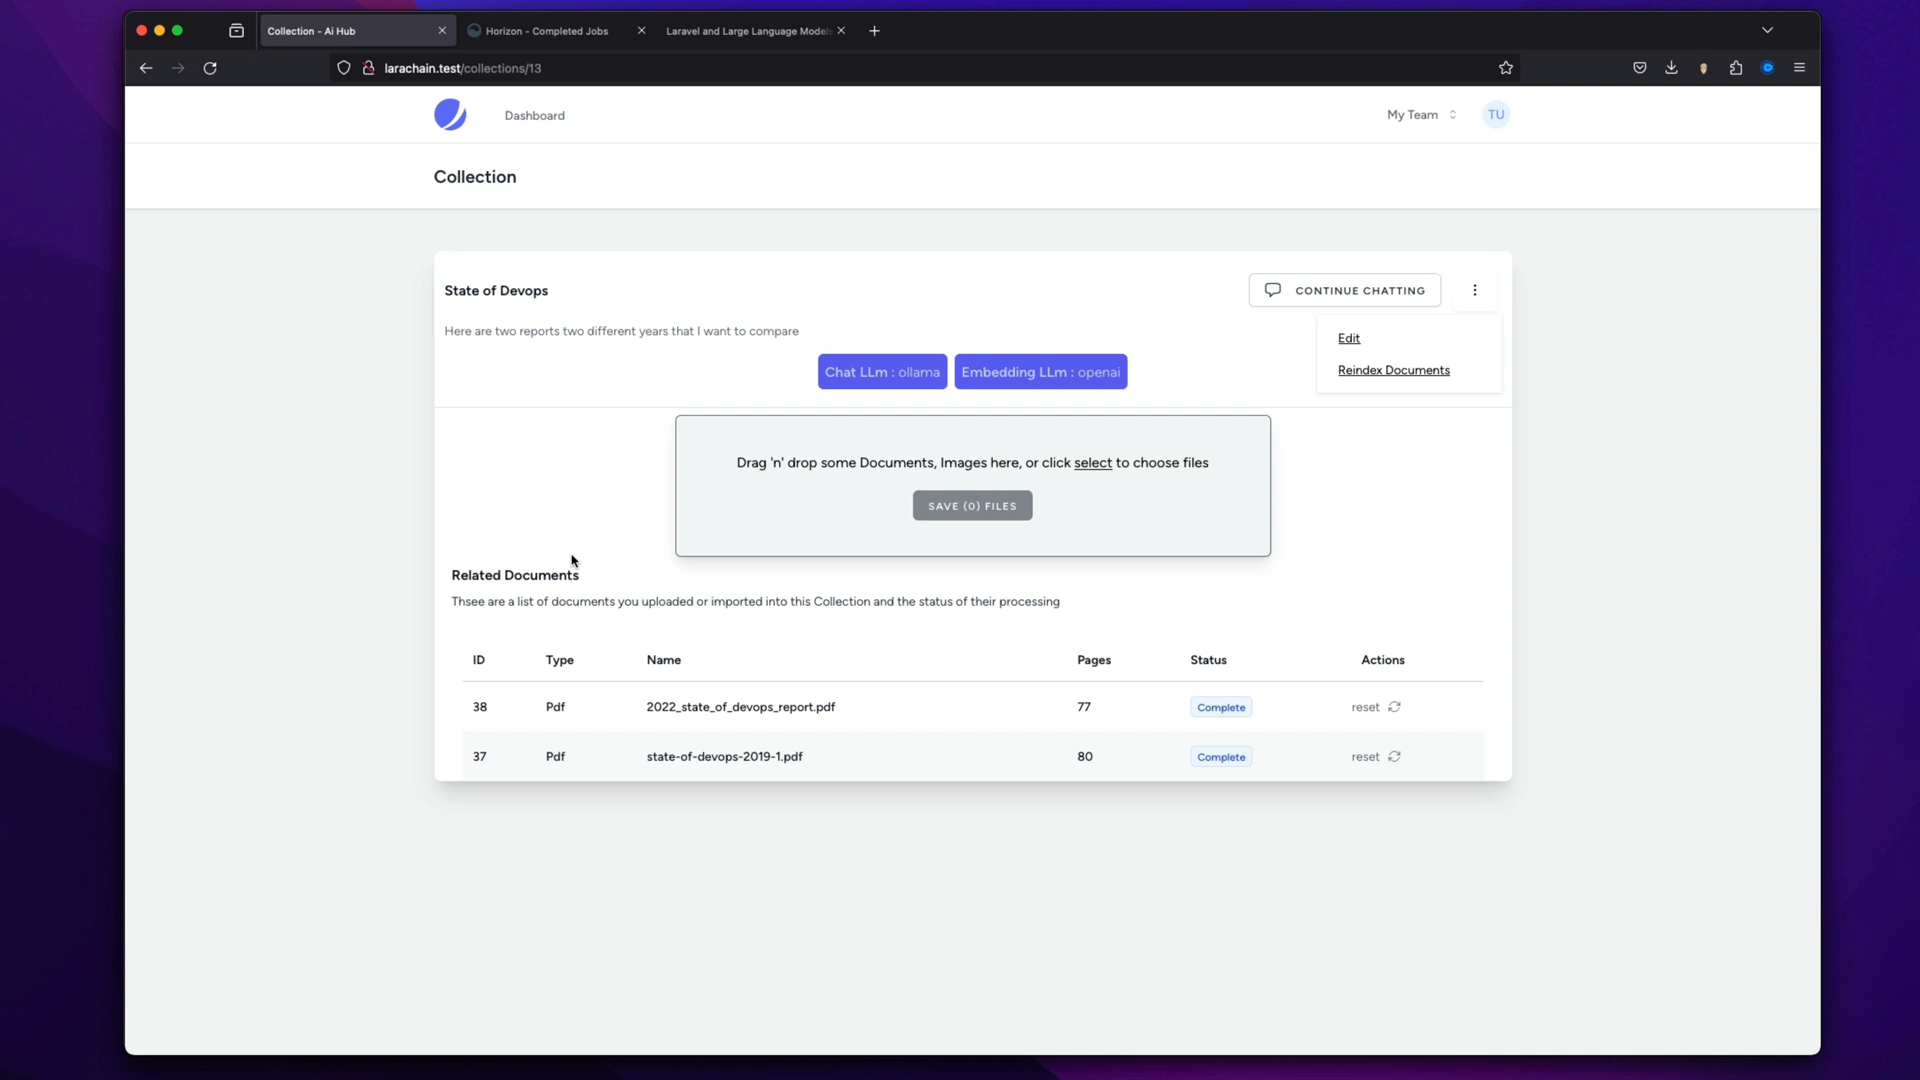 Collection - Ai Hub
Horizon - Completed Jobs
Laravel and Large Language Models
larachain.test/collections/13
Dashboard
My Team
TU
Collection
State of Devops
CONTINUE CHATTING
Here are two reports two different years that I want to compare
Edit
Chat LLm : ollama
Embedding LLm : openai
Reindex Documents
Drag 'n' drop some Documents, Images here, or click select to choose files
SAVE (0) FILES
Related Documents
Thsee are a list of documents you uploaded or imported into this Collection and the status of their processing
ID Type Name Pages Status Actions
38 Pdf 2022_state_of_devops_report.pdf 77 Complete reset
37 Pdf state-of-devops-2019-1.pdf 80 Complete reset